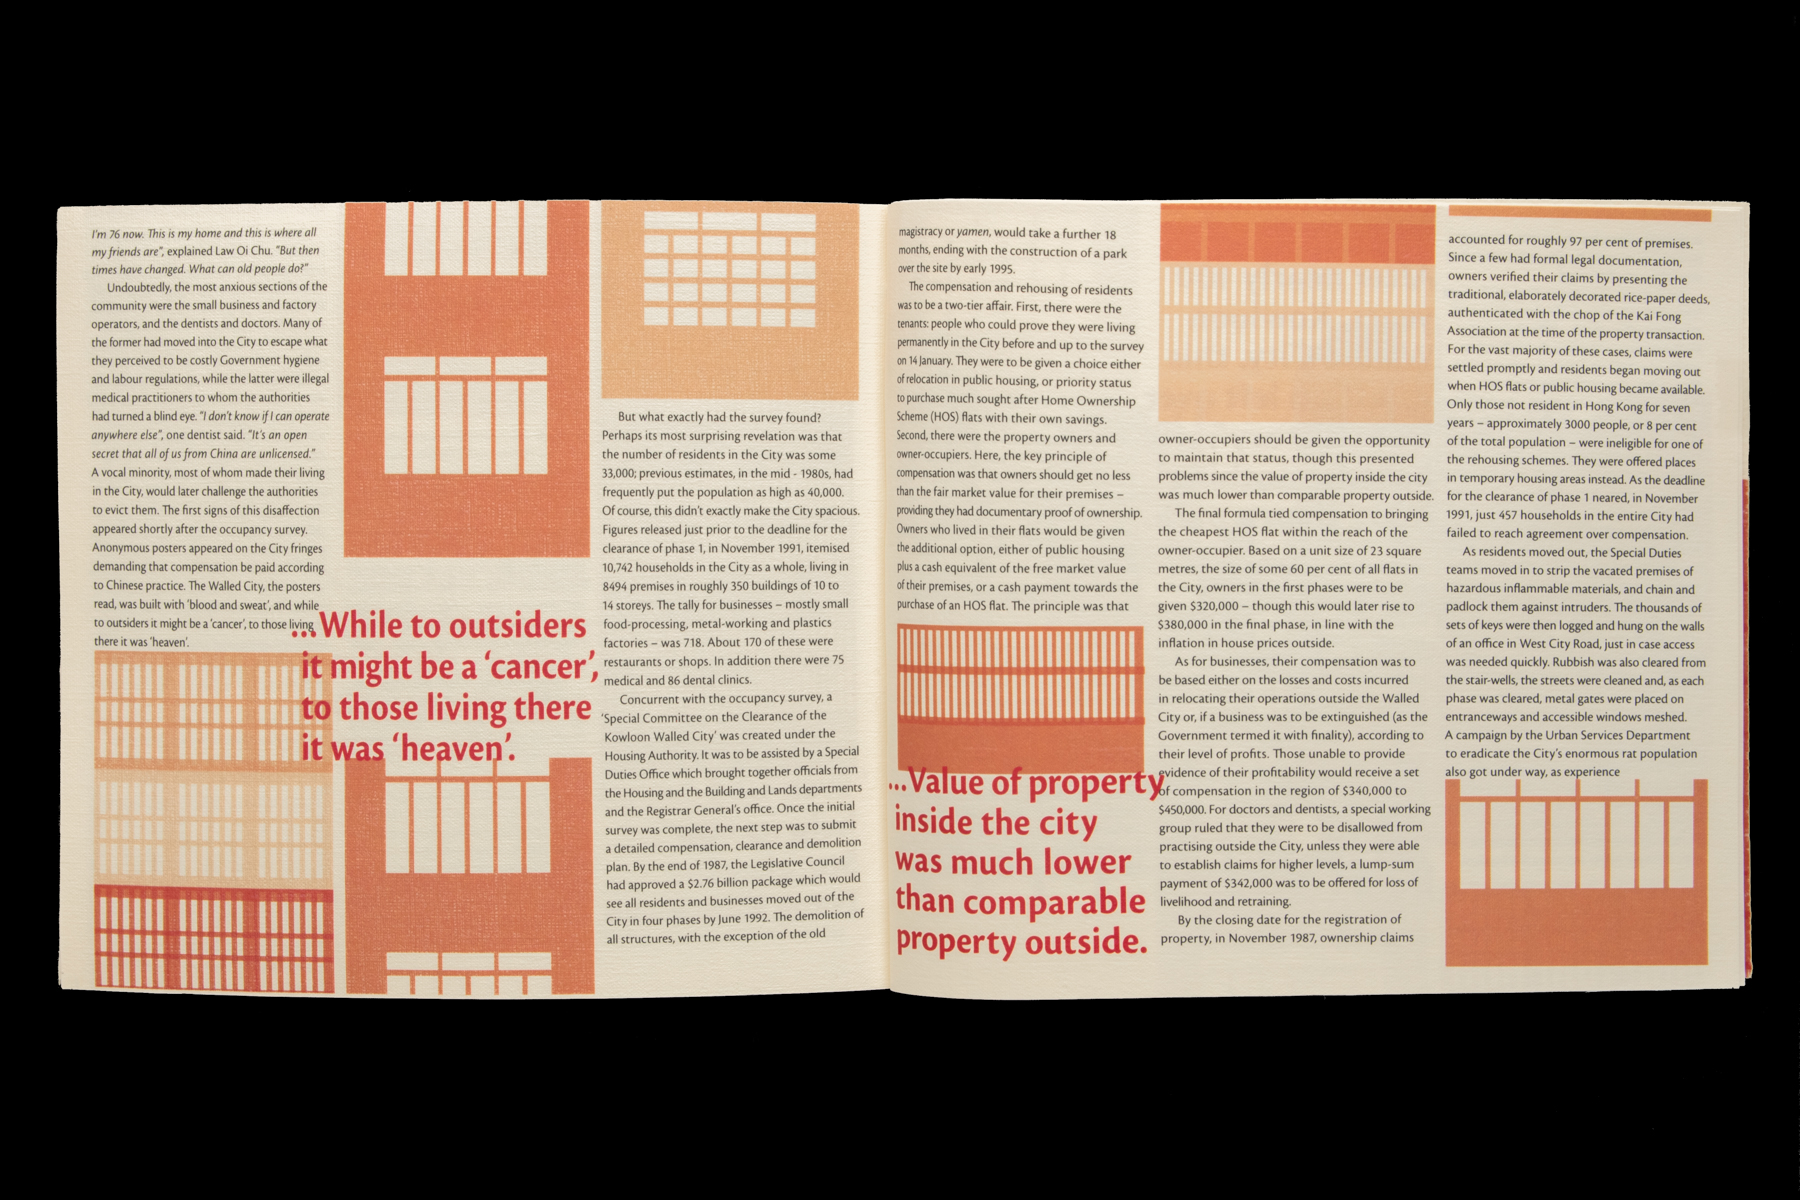 I'm 76 now. This is my home and this is where all
my friends are", explained Law Oi Chu. "But then
times have changed. What can old people do?"
Undoubtedly, the most anxious sections of the
community were the small business and factory
operators, and the dentists and doctors. Many of
the former had moved into the City to escape what
they perceived to be costly Government hygiene
and labour regulations, while the latter were illegal
medical practitioners to whom the authorities
had turned a blind eye. "I don't know if I can operate
anywhere else", one dentist said. "It's an open
secret that all of us from China are unlicensed."
A vocal minority, most of whom made their living
in the City, would later challenge the authorities
to evict them. The first signs of this disaffection
appeared shortly after the occupancy survey.
Anonymous posters appeared on the City fringes
demanding that compensation be paid according
to Chinese practice. The Walled City, the posters
read, was built with 'blood and sweat', and while
to outsiders it might be a 'cancer', to those living
there it was 'heaven'.
...While to outsiders
it might be a 'cancer',
to those living there
it was 'heaven'.
But what exactly had the survey found?
Perhaps its most surprising revelation was that
the number of residents in the City was some
33,000; previous estimates, in the mid - 1980s, had
frequently put the population as high as 40,000.
Of course, this didn't exactly make the City spacious.
Figures released just prior to the deadline for the
clearance of phase 1, in November 1991, itemised
10,742 households in the City as a whole, living in
8494 premises in roughly 350 buildings of 10 to
14 storeys. The tally for businesses – mostly small
food-processing, metal-working and plastics
factories – was 718. About 170 of these were
restaurants or shops. In addition there were 75
medical and 86 dental clinics.
Concurrent with the occupancy survey, a
'Special Committee on the Clearance of the
Kowloon Walled City' was created under the
Housing Authority. It was to be assisted by a Special
Duties Office which brought together officials from
the Housing and the Building and Lands departments
and the Registrar General's office. Once the initial
survey was complete, the next step was to submit
a detailed compensation, clearance and demolition
plan. By the end of 1987, the Legislative Council
had approved a $2.76 billion package which would
see all residents and businesses moved out of the
City in four phases by June 1992. The demolition of
all structures, with the exception of the old
magistracy or yamen, would take a further 18
months, ending with the construction of a park
over the site by early 1995.
The compensation and rehousing of residents
was to be a two-tier affair. First, there were the
tenants: people who could prove they were living
permanently in the City before and up to the survey
on 14 January. They were to be given a choice either
of relocation in public housing, or priority status
to purchase much sought after Home Ownership
Scheme (HOS) flats with their own savings.
Second, there were the property owners and
owner-occupiers. Here, the key principle of
compensation was that owners should get no less
than the fair market value for their premises –
providing they had documentary proof of ownership.
Owners who lived in their flats would be given
the additional option, either of public housing
plus a cash equivalent of the free market value
of their premises, or a cash payment towards the
purchase of an HOS flat. The principle was that
...Value of property
inside the city
was much lower
than comparable
property outside.
owner-occupiers should be given the opportunity
to maintain that status, though this presented
problems since the value of property inside the city
was much lower than comparable property outside.
The final formula tied compensation to bringing
the cheapest HOS flat within the reach of the
owner-occupier. Based on a unit size of 23 square
metres, the size of some 60 per cent of all flats in
the City, owners in the first phases were to be
given $320,000 – though this would later rise to
$380,000 in the final phase, in line with the
inflation in house prices outside.
As for businesses, their compensation was to
be based either on the losses and costs incurred
in relocating their operations outside the Walled
City or, if a business was to be extinguished (as the
Government termed it with finality), according to
their level of profits. Those unable to provide
evidence of their profitability would receive a set
of compensation in the region of $340,000 to
$450,000. For doctors and dentists, a special working
group ruled that they were to be disallowed from
practising outside the City, unless they were able
to establish claims for higher levels, a lump-sum
payment of $342,000 was to be offered for loss of
livelihood and retraining.
By the closing date for the registration of
property, in November 1987, ownership claims
accounted for roughly 97 per cent of premises.
Since a few had formal legal documentation,
owners verified their claims by presenting the
traditional, elaborately decorated rice-paper deeds,
authenticated with the chop of the Kai Fong
Association at the time of the property transaction.
For the vast majority of these cases, claims were
settled promptly and residents began moving out
when HOS flats or public housing became available.
Only those not resident in Hong Kong for seven
years – approximately 3000 people, or 8 per cent
of the total population – were ineligible for one of
the rehousing schemes. They were offered places
in temporary housing areas instead. As the deadline
for the clearance of phase 1 neared, in November
1991, just 457 households in the entire City had
failed to reach agreement over compensation.
As residents moved out, the Special Duties
teams moved in to strip the vacated premises of
hazardous inflammable materials, and chain and
padlock them against intruders. The thousands of
sets of keys were then logged and hung on the walls
of an office in West City Road, just in case access
was needed quickly. Rubbish was also cleared from
the stair-wells, the streets were cleaned and, as each
phase was cleared, metal gates were placed on
entranceways and accessible windows meshed.
A campaign by the Urban Services Department
to eradicate the City's enormous rat population
also got under way, as experience